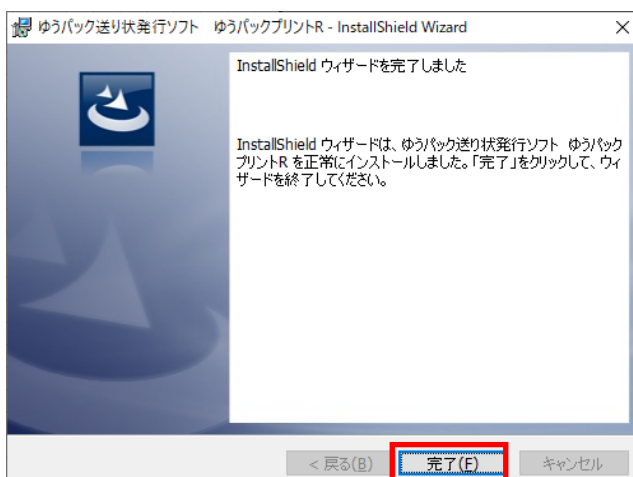 ゆうパック送り状発行ソフト　ゆうパックプリントR - InstallShield Wizard
InstallShield ウィザードを完了しました
InstallShield ウィザードは、ゆうパック送り状発行ソフト　ゆうパック
プリントR を正常にインストールしました。「完了」をクリックして、ウィ
ザードを終了してください。
< 戻る(B)
完了(F)
キャンセル